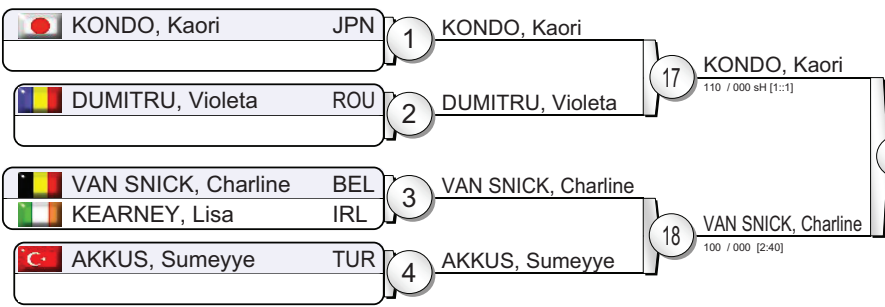 KONDO, Kaori JPN
1
KONDO, Kaori
17
KONDO, Kaori
110 / 000 sH [1::1]
DUMITRU, Violeta ROU
2
DUMITRU, Violeta
VAN SNICK, Charline BEL
KEARNEY, Lisa IRL
3
VAN SNICK, Charline
18
VAN SNICK, Charline
100 / 000 [2:40]
AKKUS, Sumeyye TUR
4
AKKUS, Sumeyye